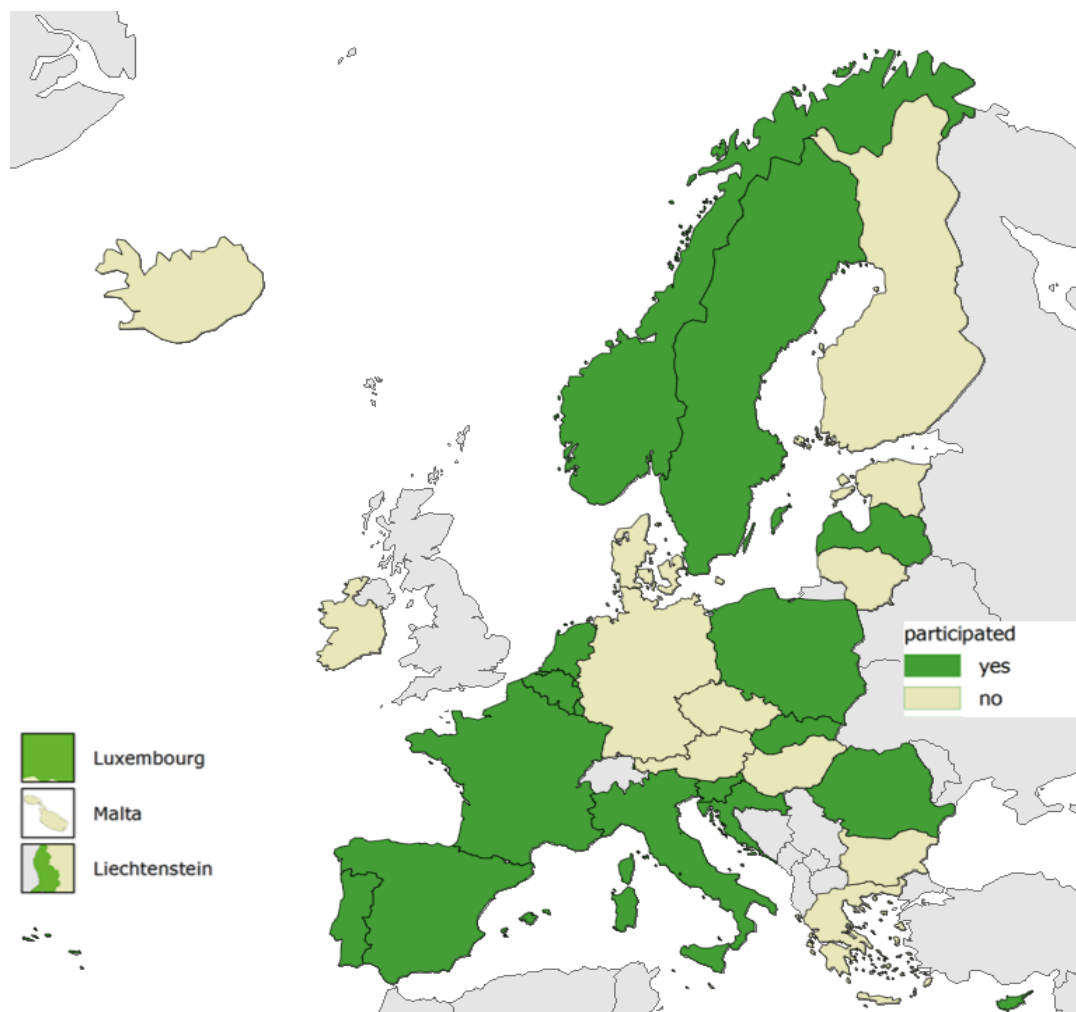 participated
yes
no
Luxembourg
Malta
Liechtenstein